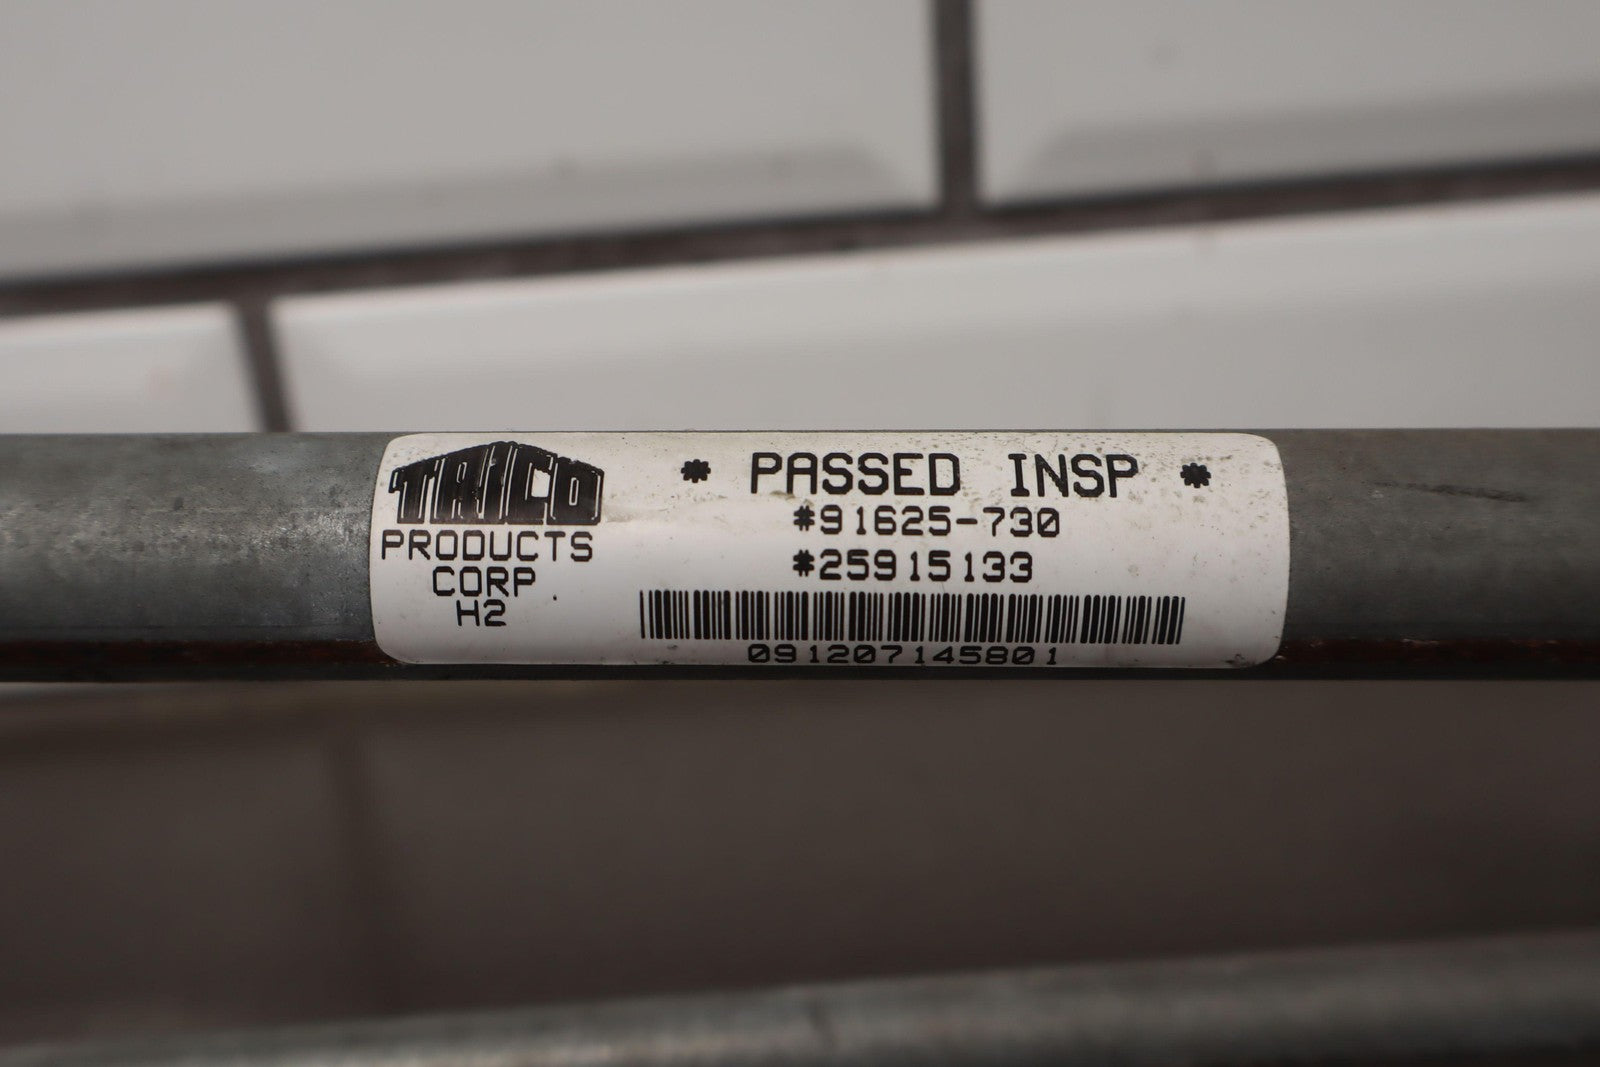 TRICO
PRODUCTS
CORP
H2
* PASSED INSP *
#91625-730
#25915133
091207145801